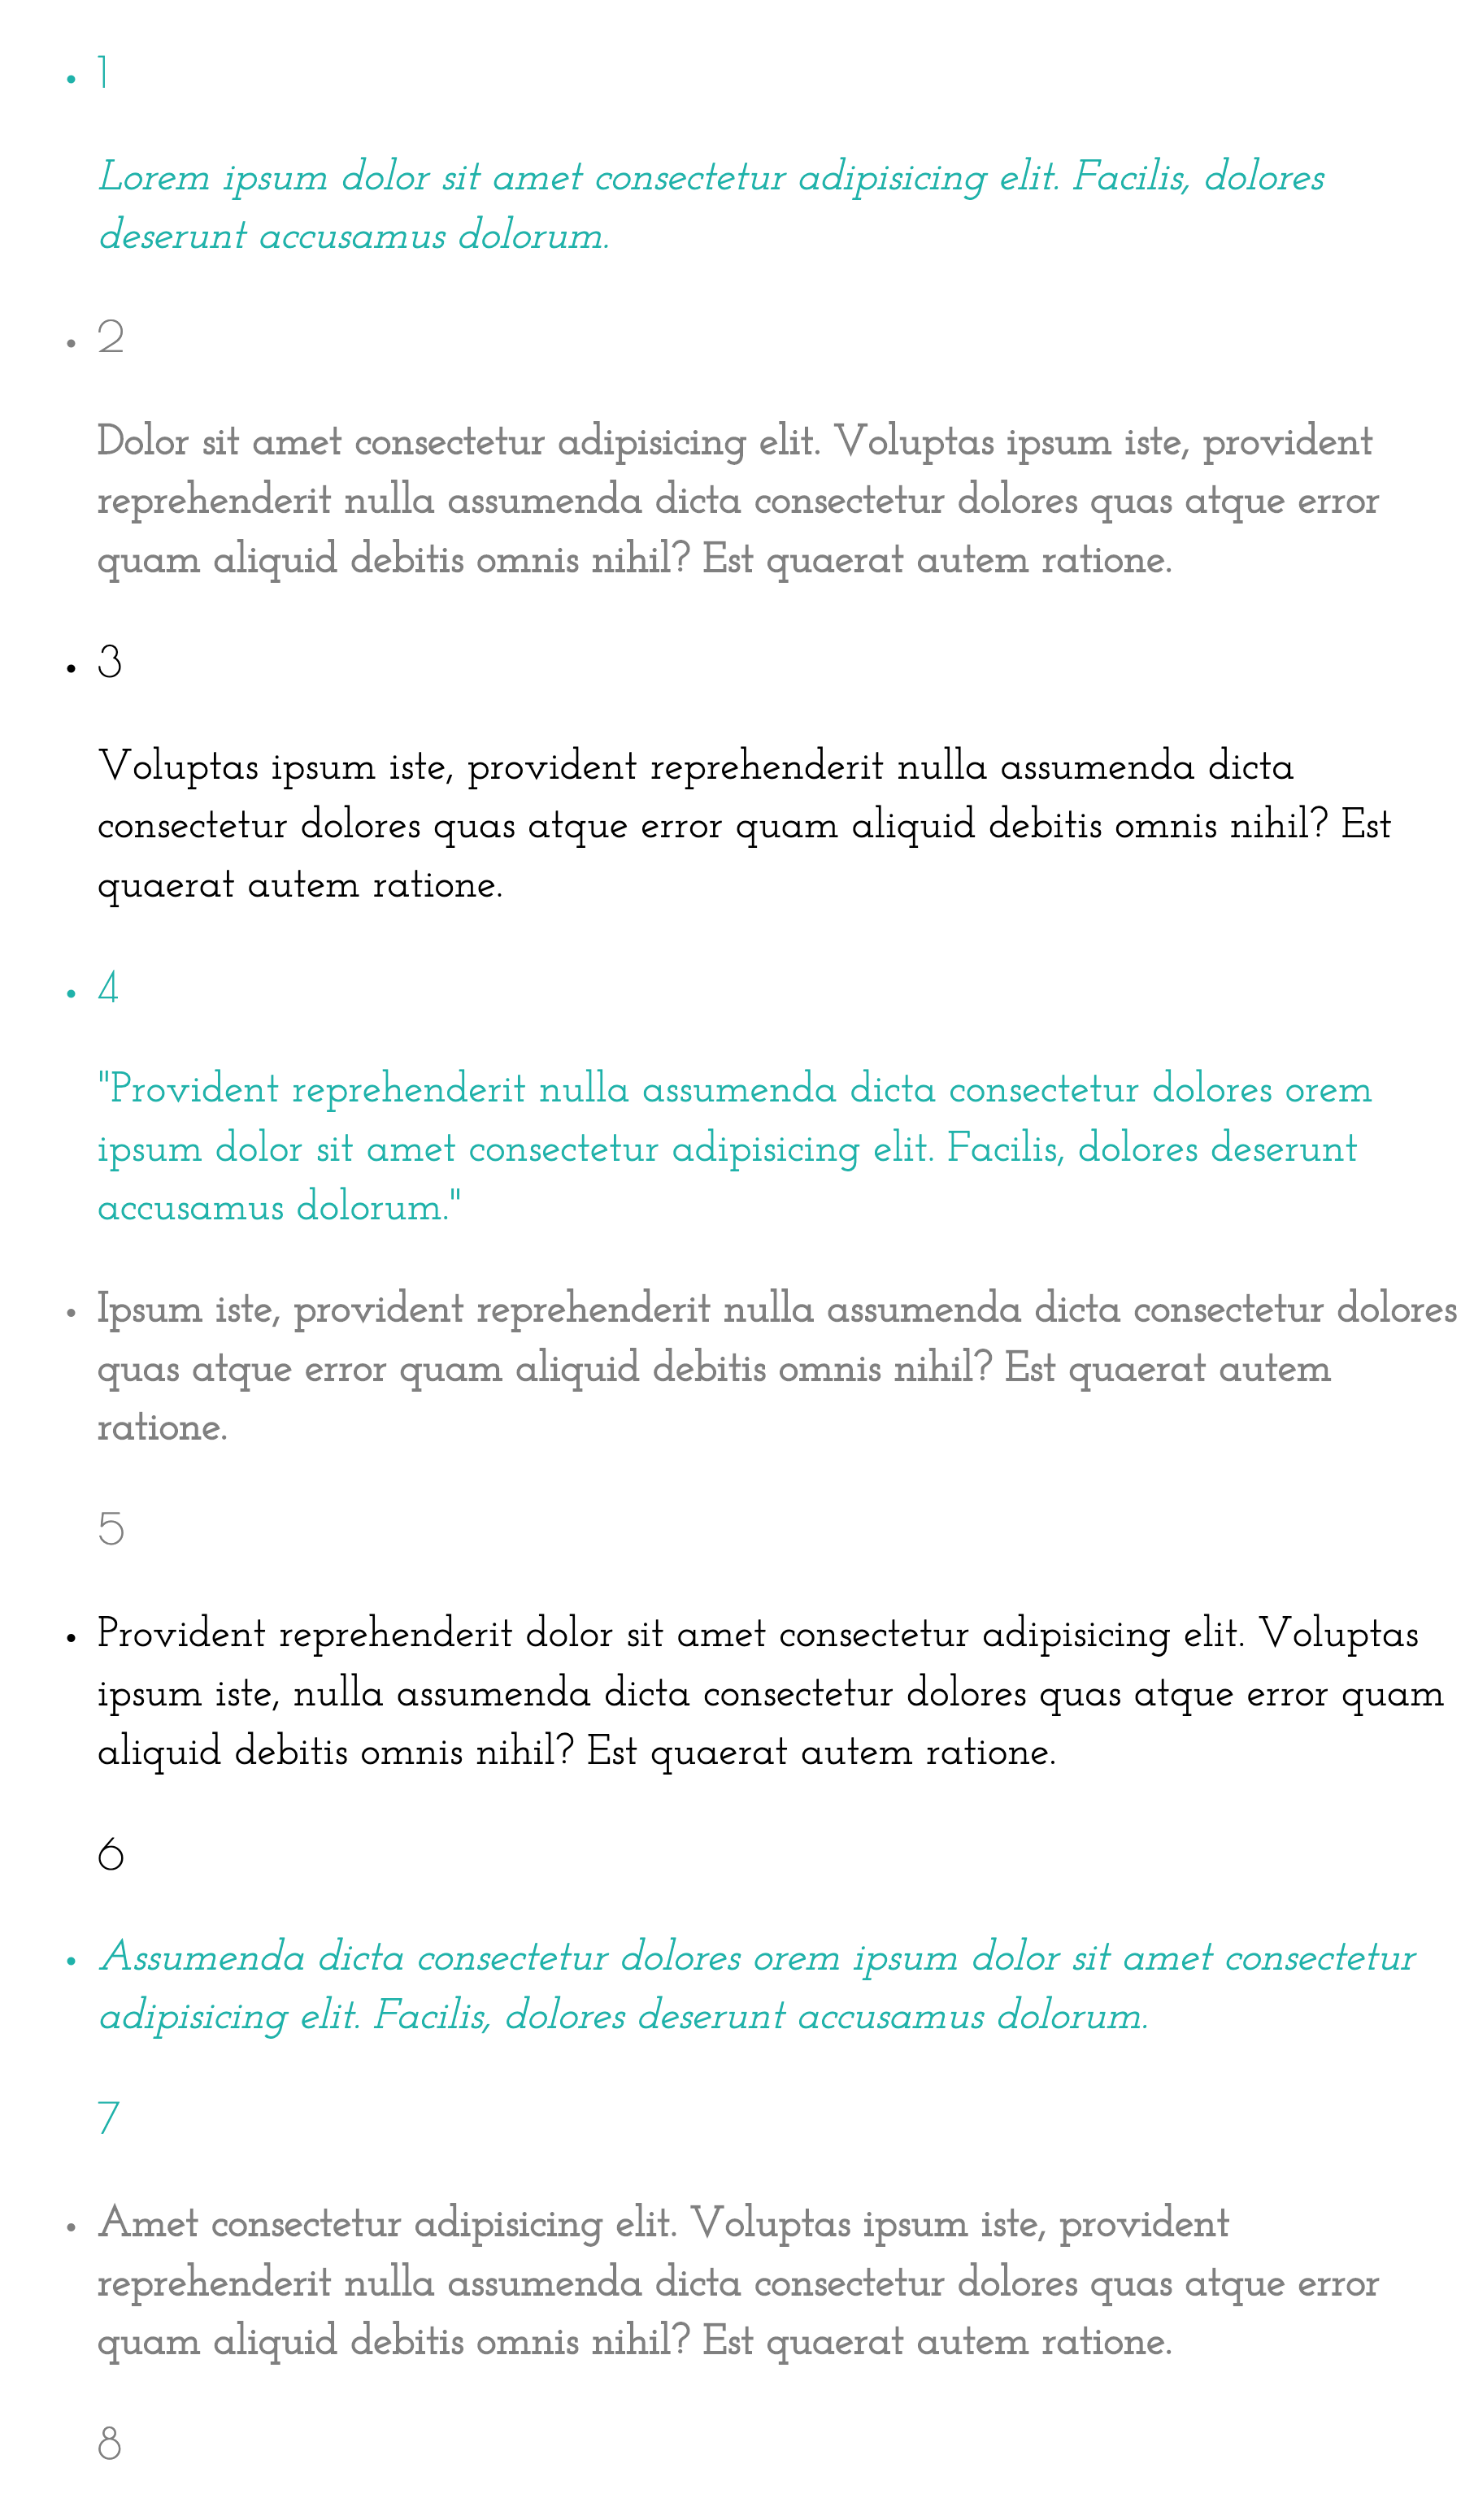 • 1
Lorem ipsum dolor sit amet consectetur adipisicing elit. Facilis, dolores
deserunt accusamus dolorum.
• 2
Dolor sit amet consectetur adipisicing elit. Voluptas ipsum iste, provident
reprehenderit nulla assumenda dicta consectetur dolores quas atque error
quam aliquid debitis omnis nihil? Est quaerat autem ratione.
• 3
Voluptas ipsum iste, provident reprehenderit nulla assumenda dicta
consectetur dolores quas atque error quam aliquid debitis omnis nihil? Est
quaerat autem ratione.
• 4
"Provident reprehenderit nulla assumenda dicta consectetur dolores orem
ipsum dolor sit amet consectetur adipisicing elit. Facilis, dolores deserunt
accusamus dolorum."
• Ipsum iste, provident reprehenderit nulla assumenda dicta consectetur dolores
quas atque error quam aliquid debitis omnis nihil? Est quaerat autem
ratione.
5
• Provident reprehenderit dolor sit amet consectetur adipisicing elit. Voluptas
ipsum iste, nulla assumenda dicta consectetur dolores quas atque error quam
aliquid debitis omnis nihil? Est quaerat autem ratione.
6
• Assumenda dicta consectetur dolores orem ipsum dolor sit amet consectetur
adipisicing elit. Facilis, dolores deserunt accusamus dolorum.
7
• Amet consectetur adipisicing elit. Voluptas ipsum iste, provident
reprehenderit nulla assumenda dicta consectetur dolores quas atque error
quam aliquid debitis omnis nihil? Est quaerat autem ratione.
8